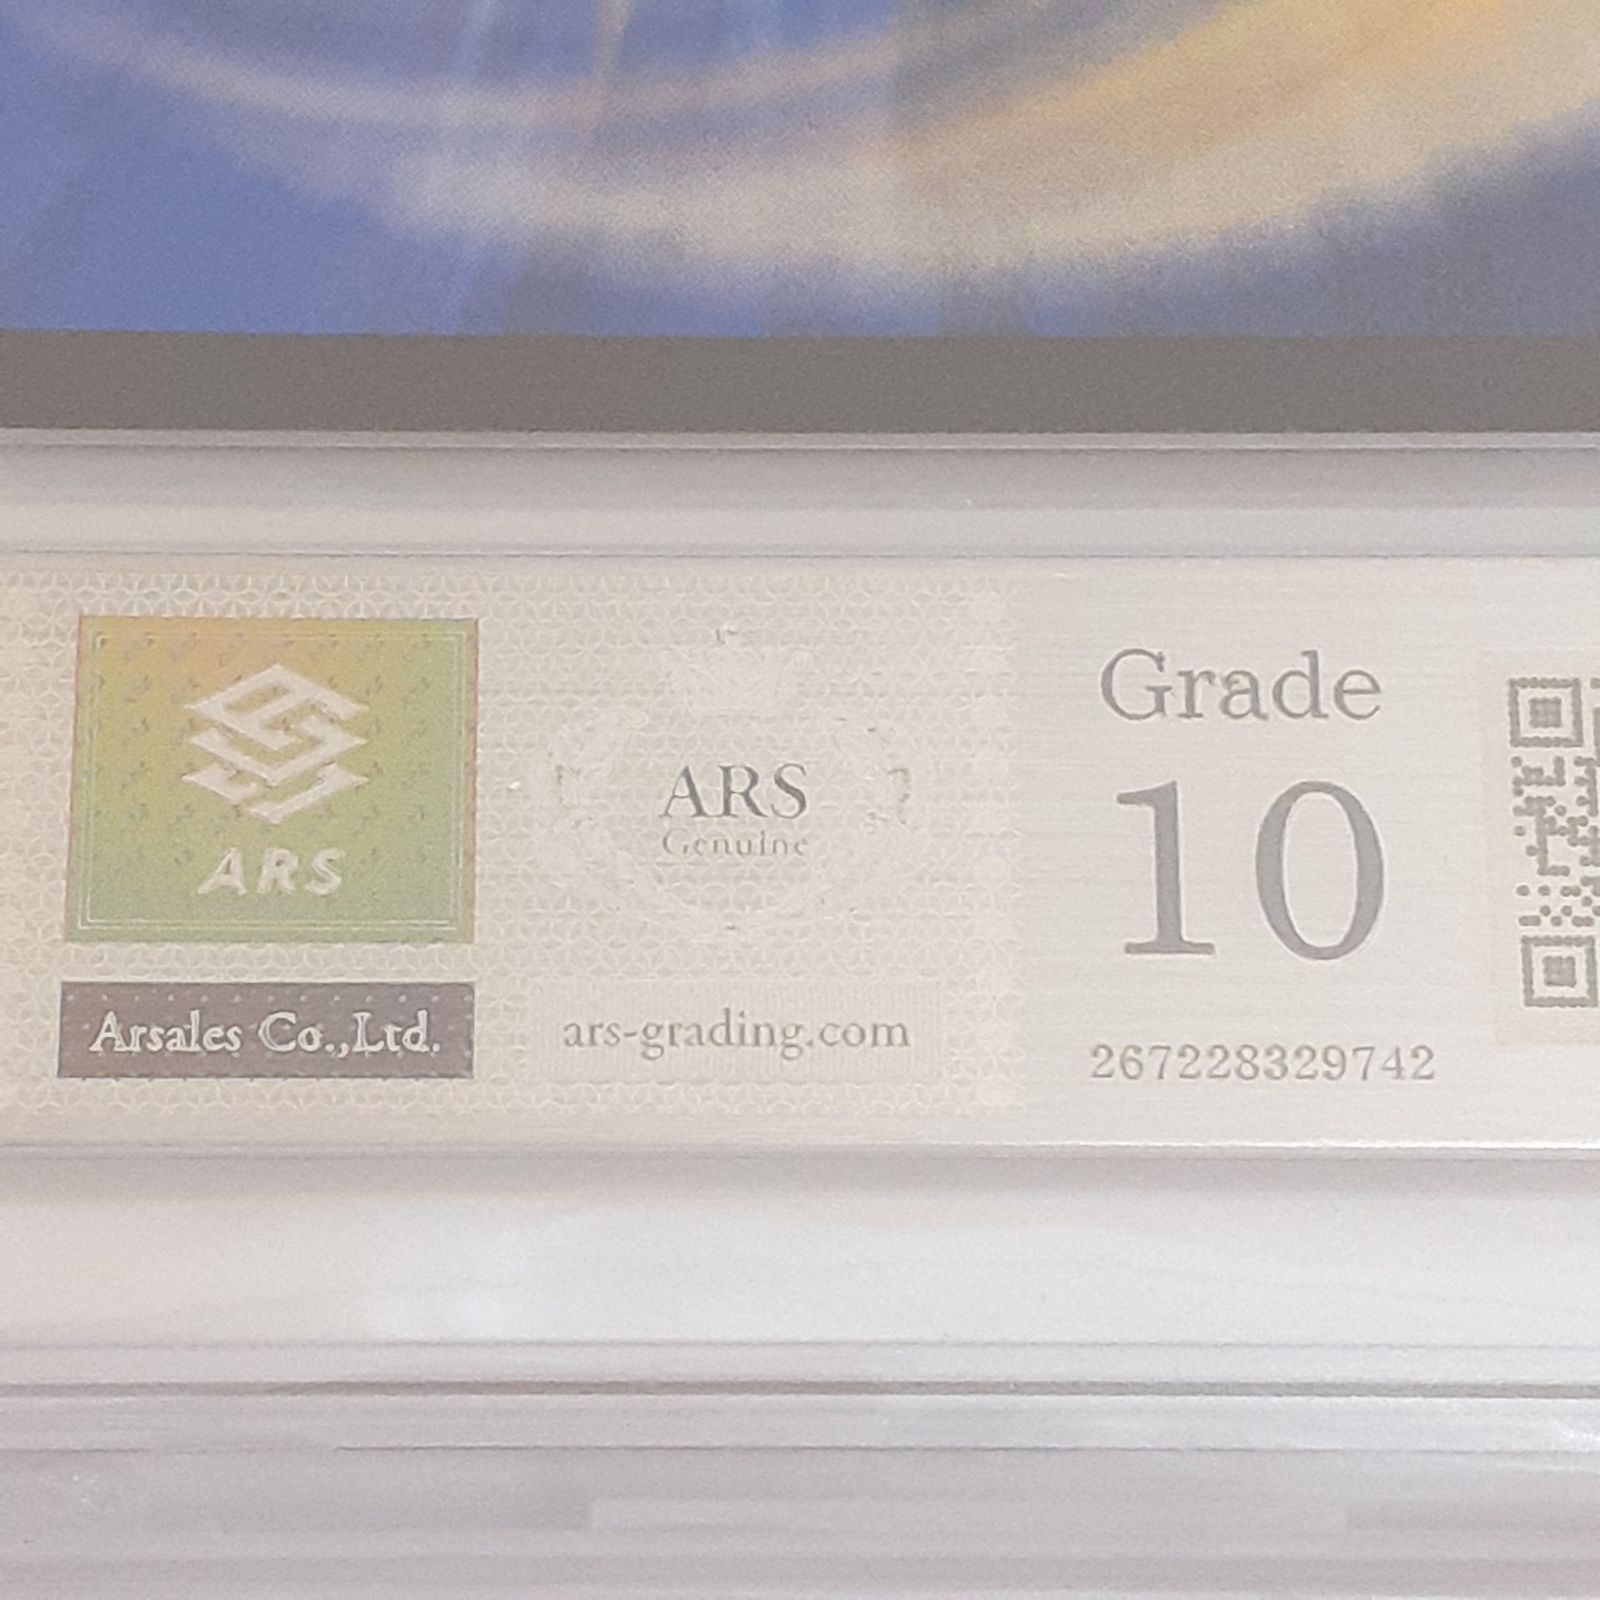 ARS
Arsales Co.,Ltd.
ARS
Genuine
ars-grading.com
Grade
10
267228329742